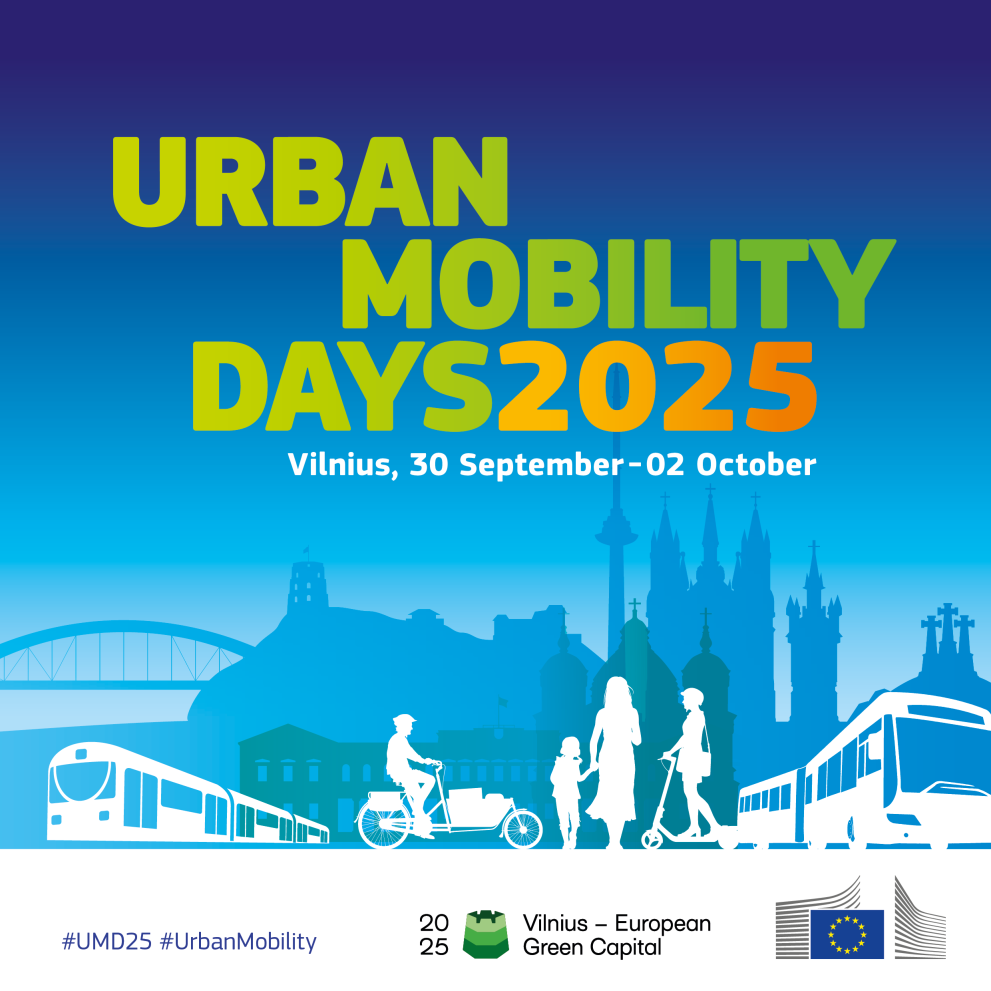 URBAN
MOBILITY
DAYS2025
Vilnius, 30 September – 02 October
#UMD25 #UrbanMobility
20
25
Vilnius – European
Green Capital